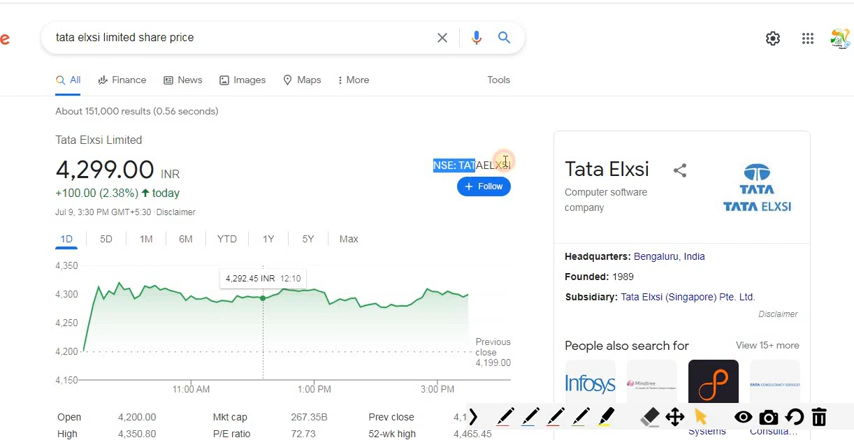 e
tata elxsi limited share price
All Finance News Images Maps More Tools
About 151,000 results (0.56 seconds)
Tata Elxsi Limited
4,299.00 INR
+100.00 (2.38%) today
Jul 9, 3:30 PM GMT+5:30 · Disclaimer
NSE: TATAELXSI
+ Follow
1D 5D 1M 6M YTD 1Y 5Y Max
4,292.45 INR 12:10
4,350
4,300
4,250
4,200
4,150
Previous
close
4,199.00
11:00 AM 1:00 PM 3:00 PM
Open 4,200.00 Mkt cap 267.35B Prev close 4,1
High 4,350.80 P/E ratio 72.73 52-wk high 4,465.45
Tata Elxsi
Computer software
company
TATA
TATA ELXSI
Headquarters: Bengaluru, India
Founded: 1989
Subsidiary: Tata Elxsi (Singapore) Pte. Ltd.
Disclaimer
People also search for View 15+ more
Infosys Mindtree TATA CONSULTANCY SERVICES
Systems Consulta...